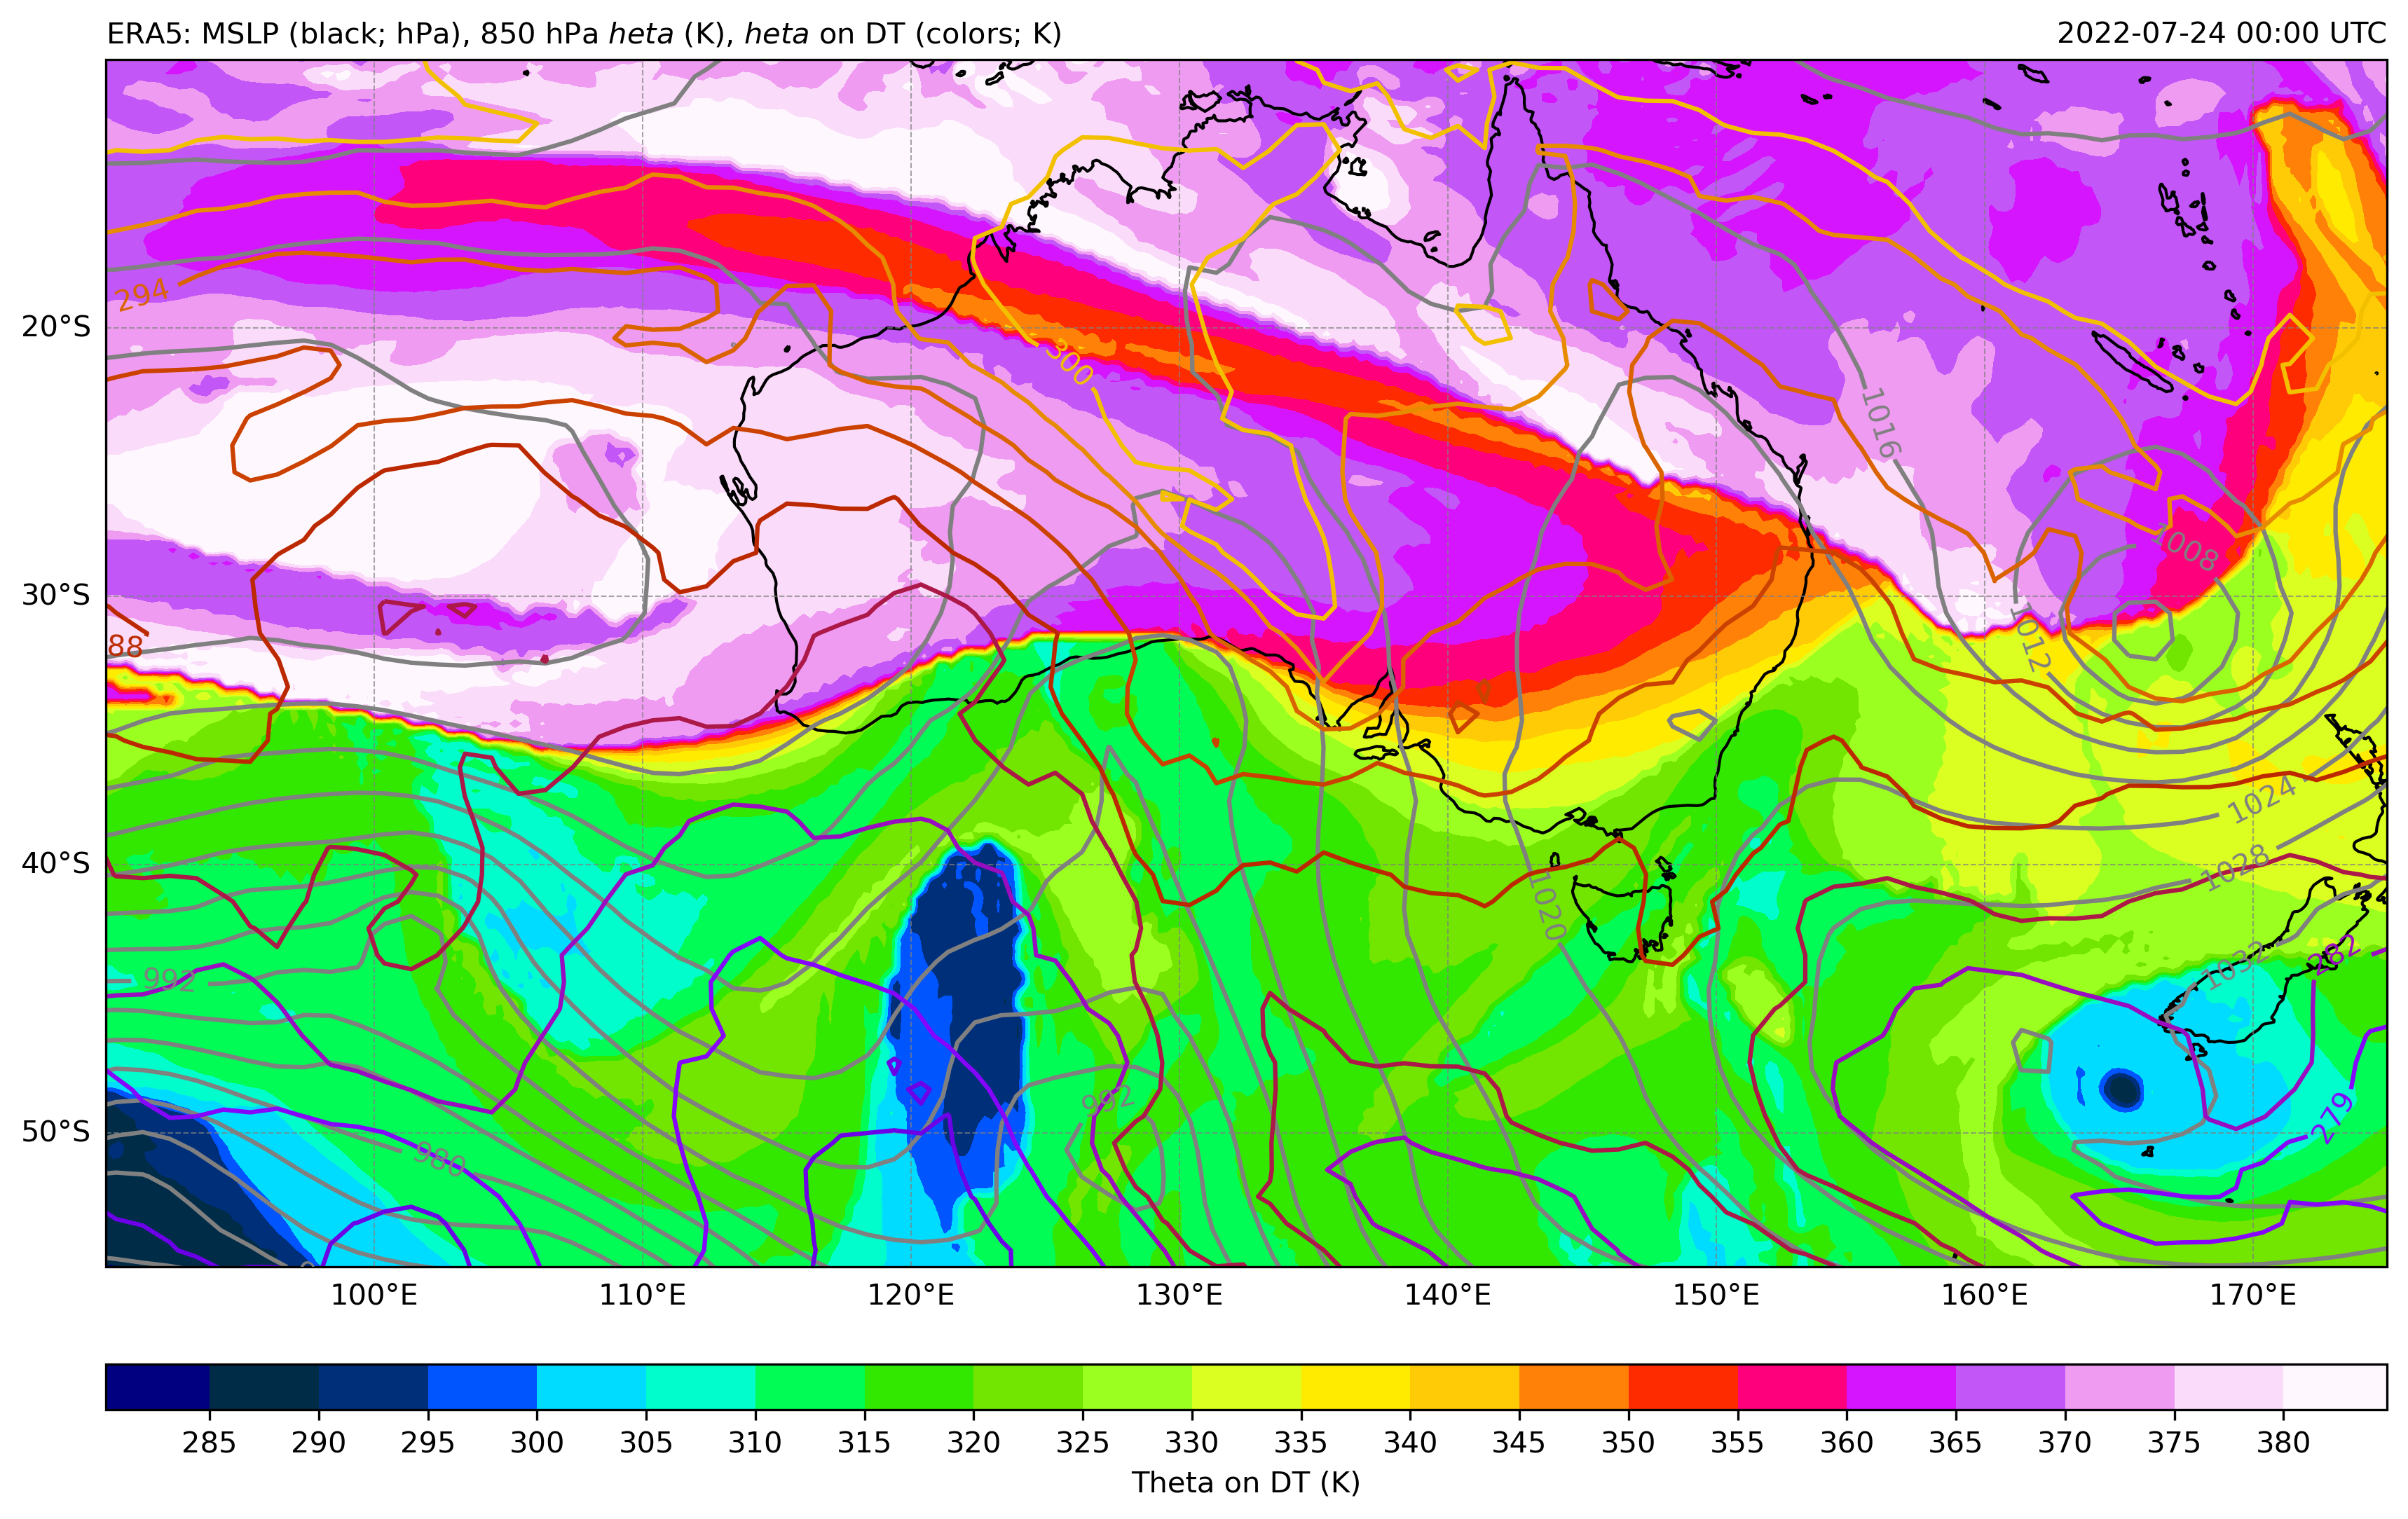 ERA5: MSLP (black; hPa), 850 hPa heta (K), heta on DT (colors; K)
2022-07-24 00:00 UTC
294
300
1016
1008
1012
88
1024
1028
1020
1032
282
992
992
980
279
20°S
30°S
40°S
50°S
100°E 110°E 120°E 130°E 140°E 150°E 160°E 170°E
285 290 295 300 305 310 315 320 325 330 335 340 345 350 355 360 365 370 375 380
Theta on DT (K)